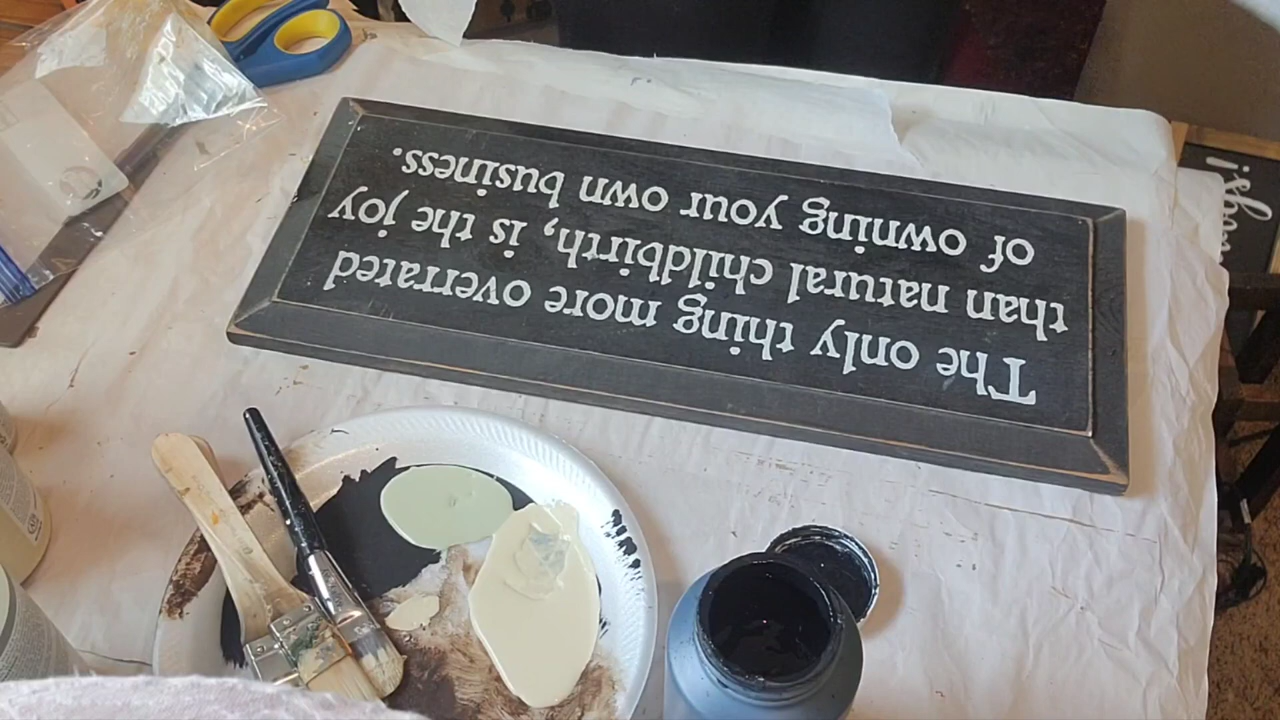 The only thing more overrated
than natural childbirth, is the joy
of owning your own business.